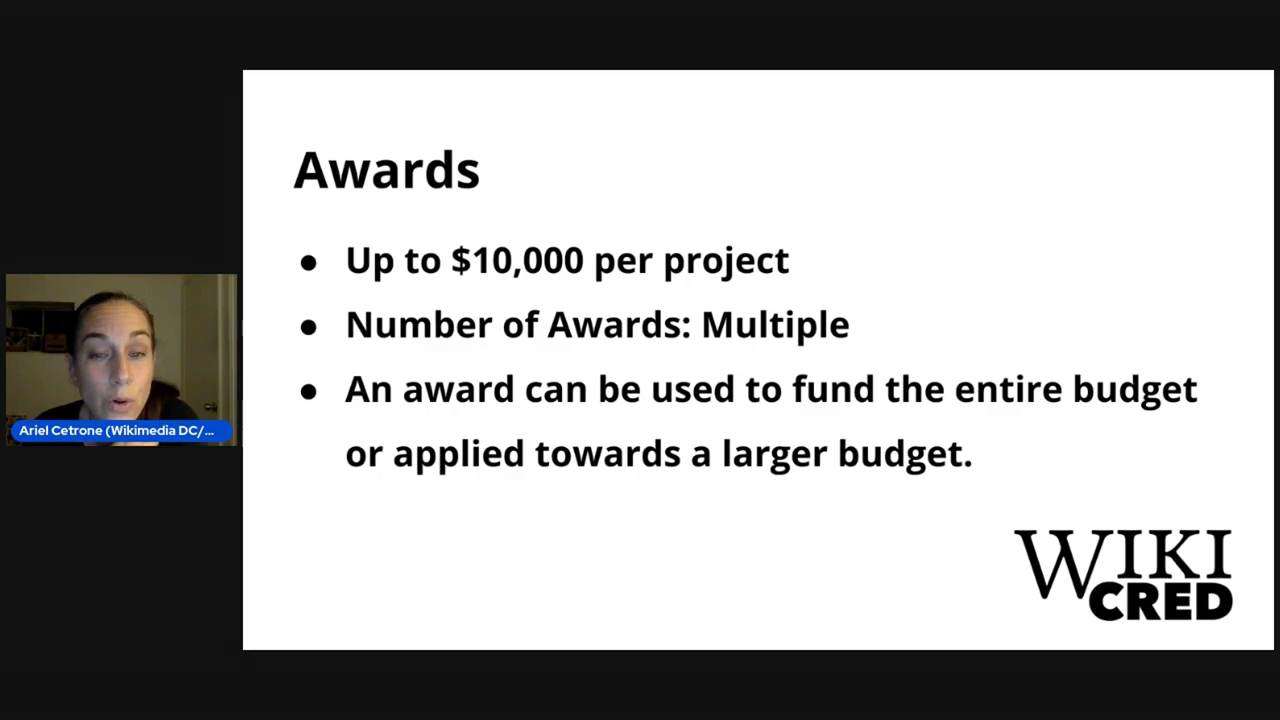 Awards
● Up to $10,000 per project
● Number of Awards: Multiple
● An award can be used to fund the entire budget
or applied towards a larger budget.
Ariel Cetrone (Wikimedia DC/...
WIKI
CRED